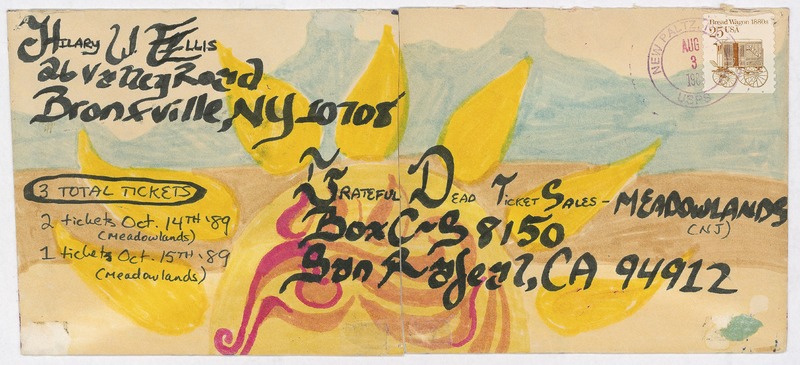 Hilary W. Ellis
26 Valley Road
Bronxville, NY 10708
NEW PALTZ,
AUG
3
USPS
Bread Wagon 1880s
25 USA
3 TOTAL TICKETS
2 tickets Oct. 14TH '89
(Meadowlands)
1 tickets Oct. 15TH '89
(Meadowlands)
Grateful Dead Ticket Sales - MEADOWLANDS
(NJ)
Box C-S 8150
San Rafael, CA 94912